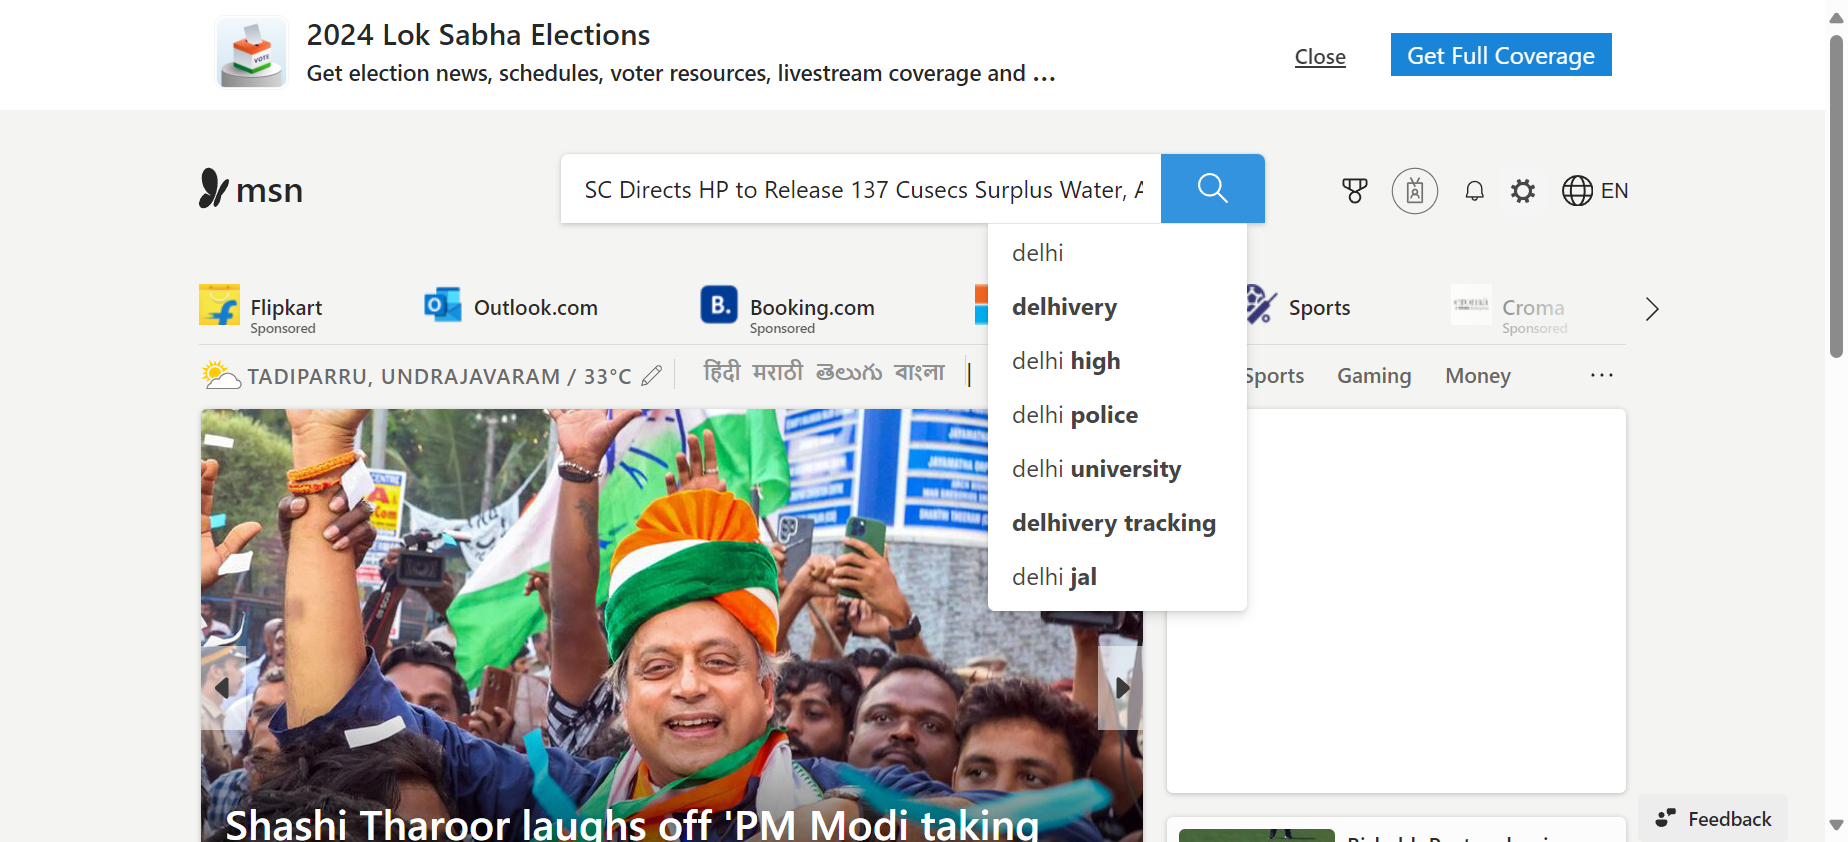 2024 Lok Sabha Elections
Get election news, schedules, voter resources, livestream coverage and ...
Close
Get Full Coverage
VOTE
msn
SC Directs HP to Release 137 Cusecs Surplus Water, A
EN
delhi
delhivery
delhi high
delhi police
delhi university
delhivery tracking
delhi jal
Flipkart
Sponsored
Outlook.com
Booking.com
Sponsored
Sports
Croma
Sponsored
TADIPARRU, UNDRAJAVARAM / 33°C
हिंदी मराठी తెలుగు বাংলা
Sports Gaming Money ...
Shashi Tharoor laughs off 'PM Modi taking
Feedback